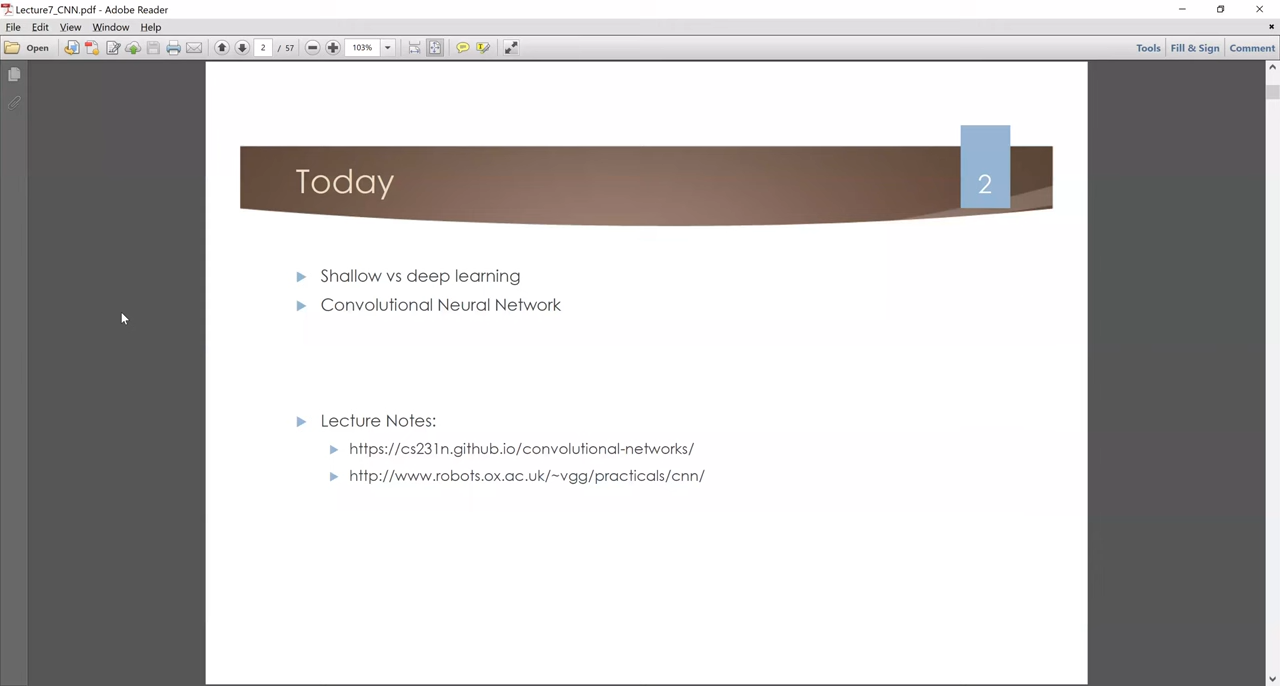 Lecture7_CNN.pdf - Adobe Reader
File Edit View Window Help
Open 2 / 57 103% Tools Fill & Sign Comment
Today
2
Shallow vs deep learning
Convolutional Neural Network
Lecture Notes:
https://cs231n.github.io/convolutional-networks/
http://www.robots.ox.ac.uk/~vgg/practicals/cnn/